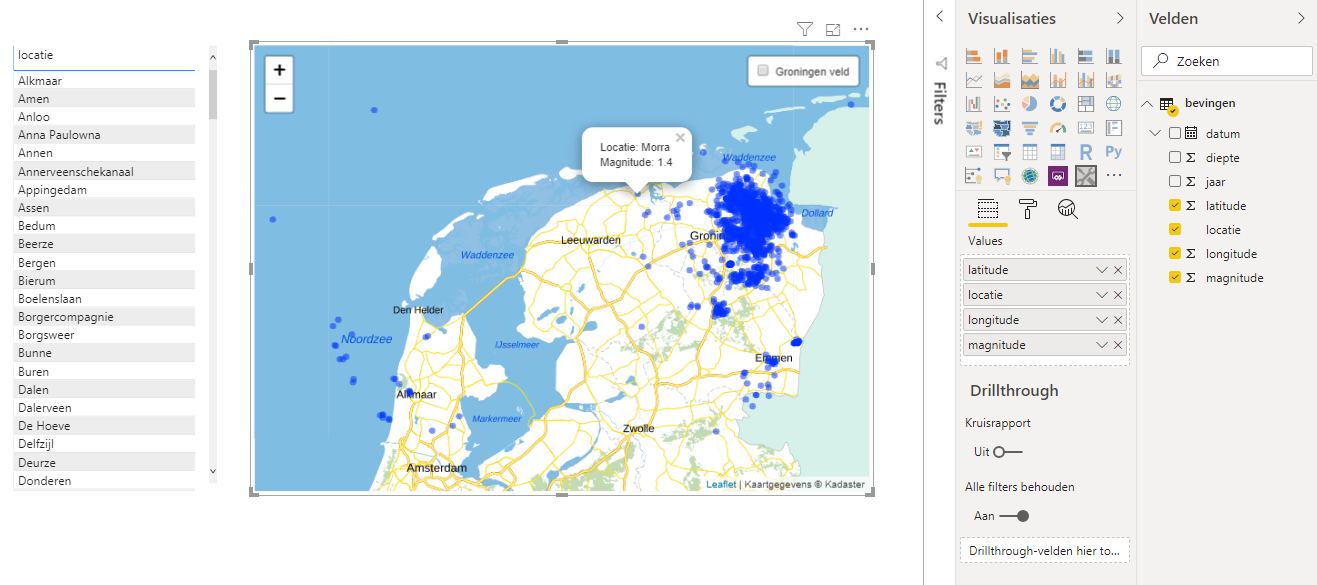 locatie
Alkmaar
Amen
Anloo
Anna Paulowna
Annen
Annerveenschekanaal
Appingedam
Assen
Bedum
Beerze
Bergen
Bierum
Boelenslaan
Borgercompagnie
Borgsweer
Bunne
Buren
Dalen
Dalerveen
De Hoeve
Delfzijl
Deurze
Donderen
+
−
Groningen veld
Locatie: Morra
Magnitude: 1.4
×
Waddenzee
Dollard
Gronin
Leeuwarden
Waddenzee
Den Helder
Noordzee
IJsselmeer
Emmen
Alkmaar
Markermeer
Zwolle
Amsterdam
Leaflet | Kaartgegevens © Kadaster
Filters
Visualisaties
R
Py
123
Values
latitude
locatie
longitude
magnitude
Drillthrough
Kruisrapport
Uit
Alle filters behouden
Aan
Drillthrough-velden hier to...
Velden
Zoeken
bevingen
datum
Σ diepte
Σ jaar
Σ latitude
locatie
Σ longitude
Σ magnitude